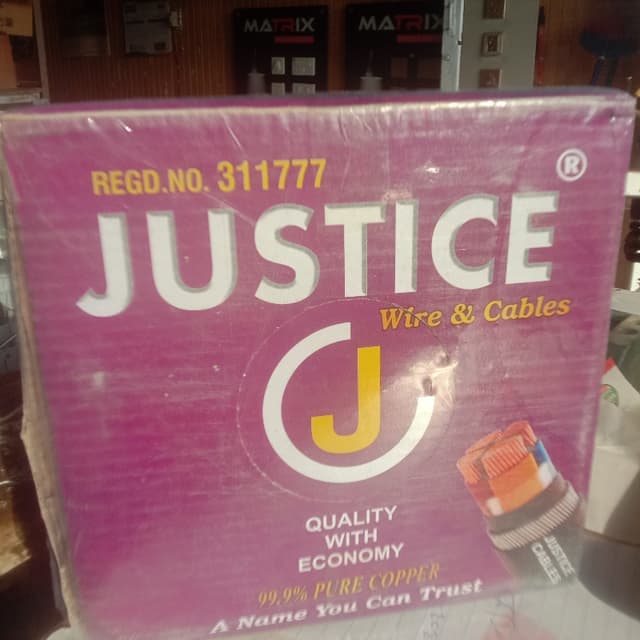 MATRIX
MATRIX
REGD.NO. 311777
®
JUSTICE
Wire & Cables
J
QUALITY
WITH
ECONOMY
99.9% PURE COPPER
A Name You Can Trust
JUSTICE
CABLES